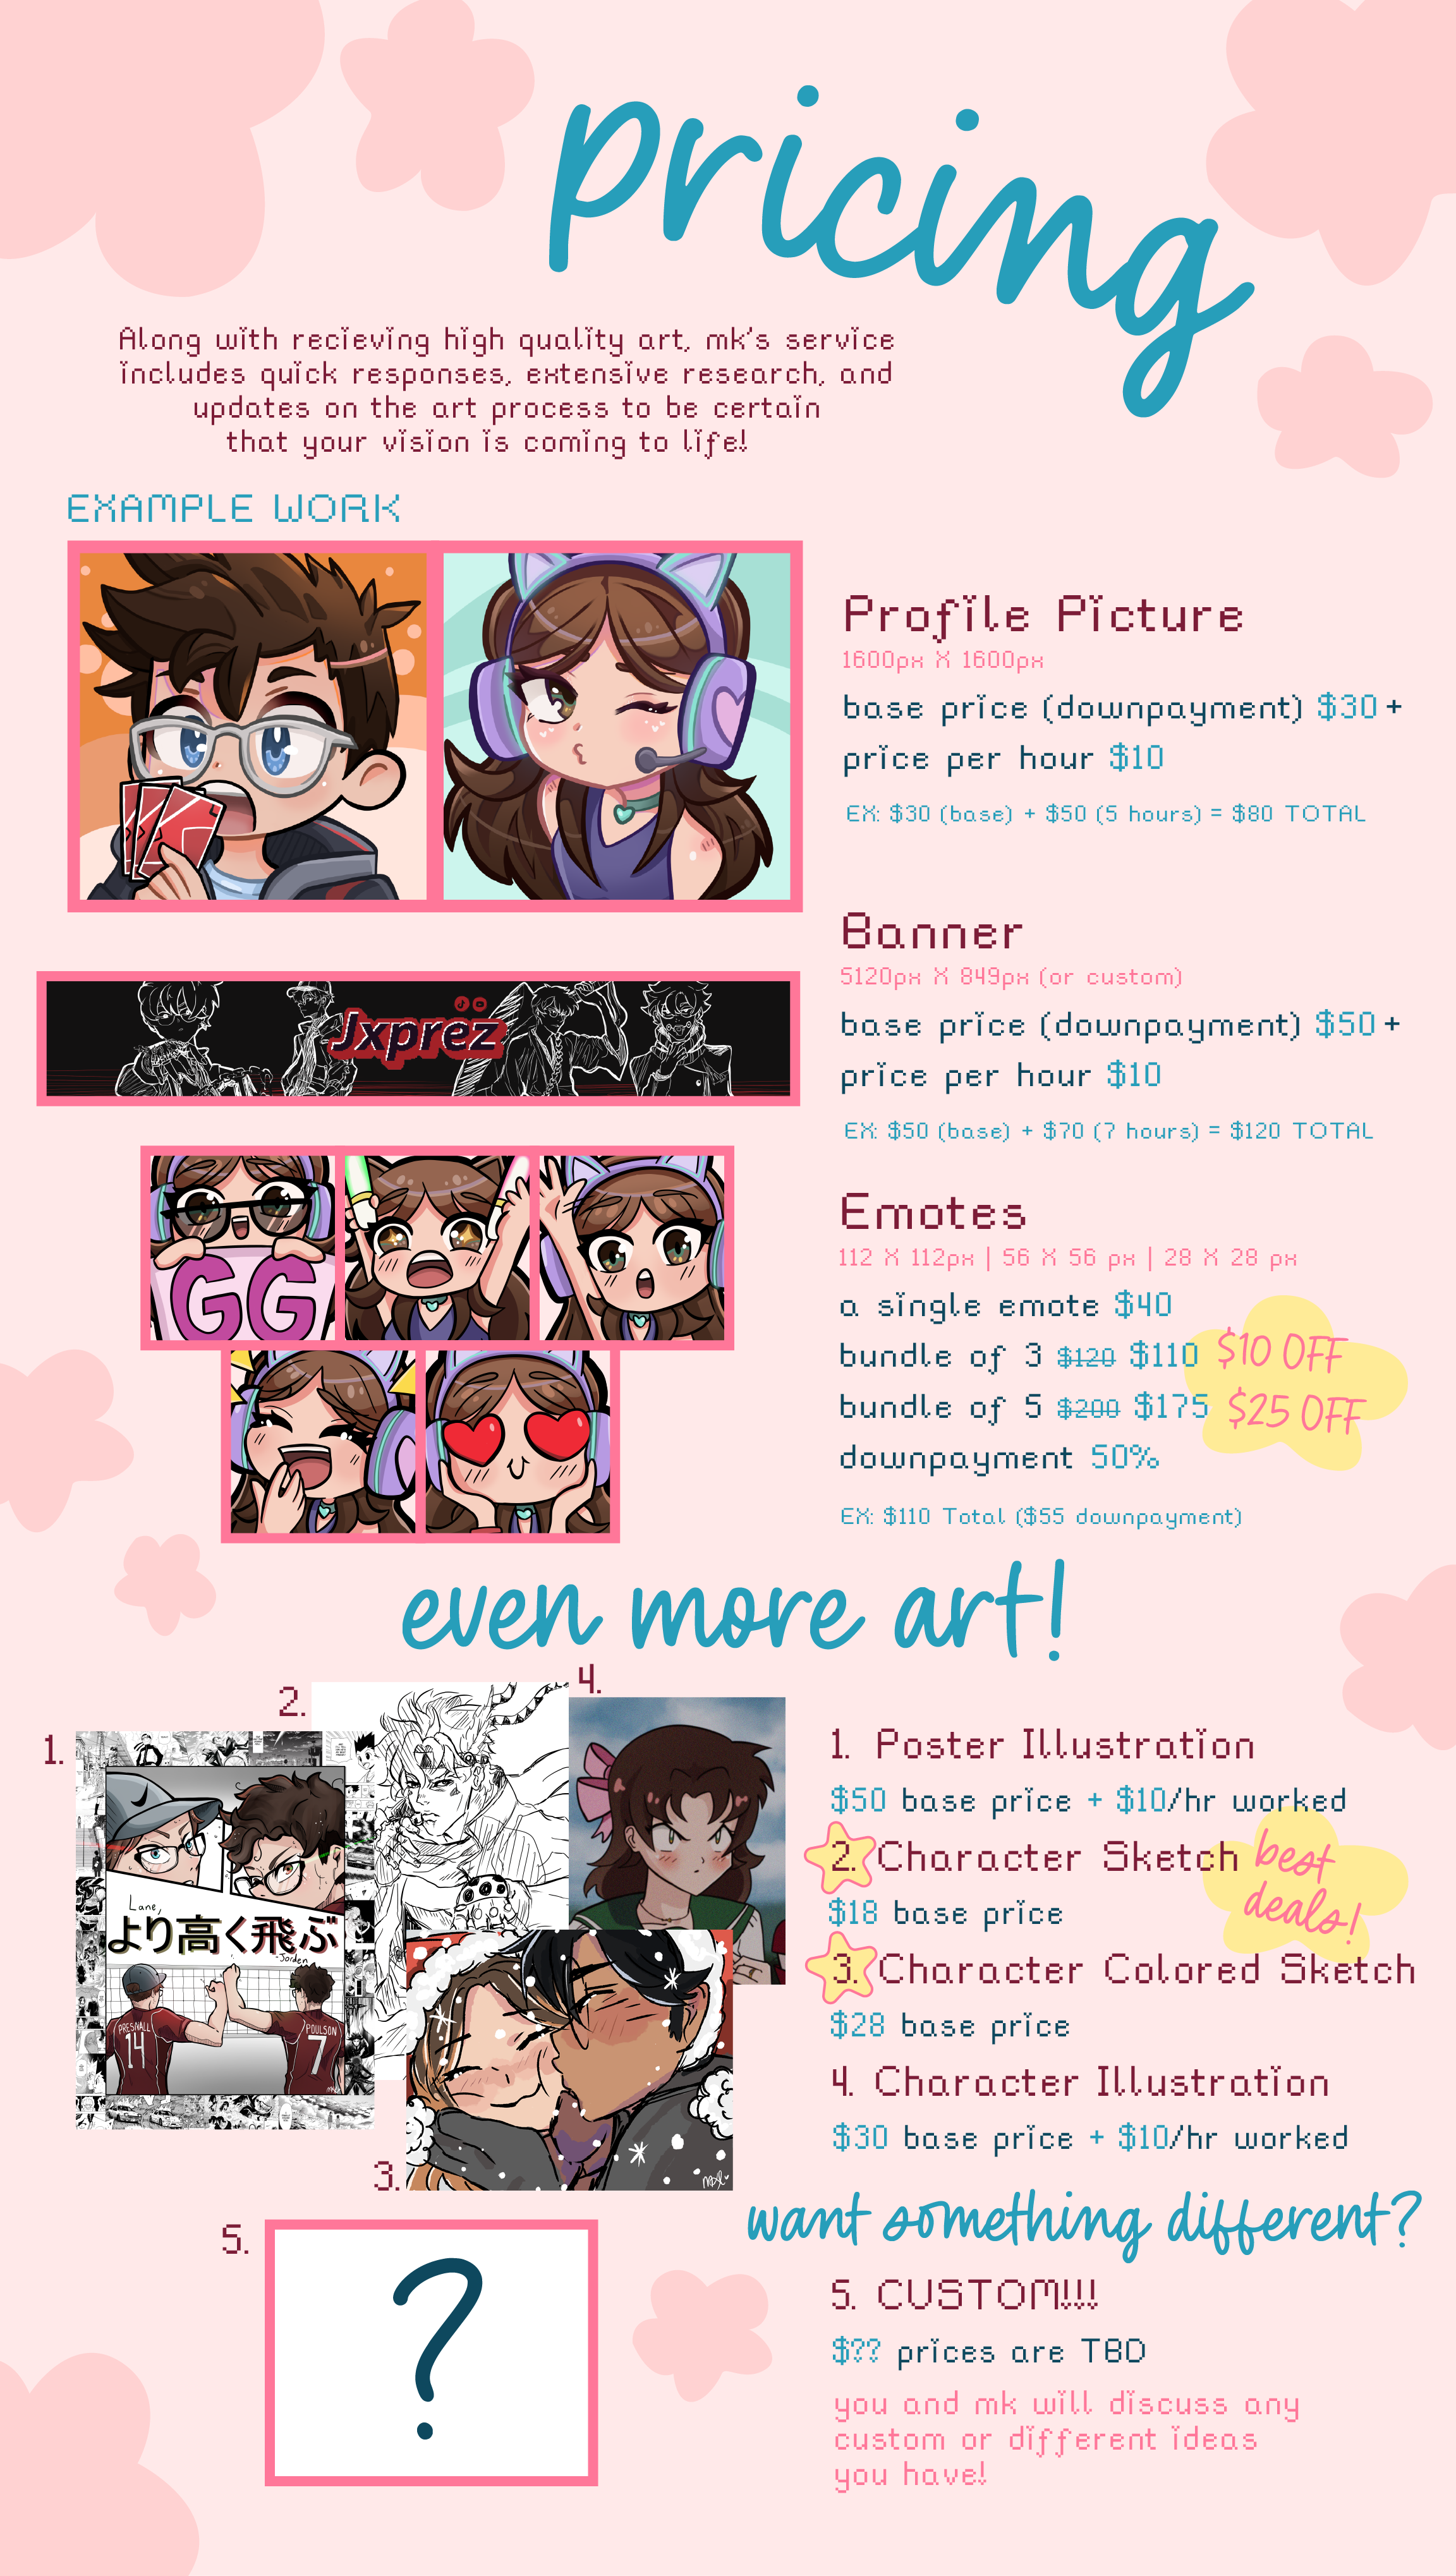 pricing
Along with recieving high quality art, mk's service
includes quick responses, extensive research, and
updates on the art process to be certain
that your vision is coming to life!
EXAMPLE WORK
Profile Picture
1600px X 1600px
base price (downpayment) $30+
price per hour $10
EX: $30 (base) + $50 (5 hours) = $80 TOTAL
Jxprez
Banner
5120px X 849px (or custom)
base price (downpayment) $50+
price per hour $10
EX: $50 (base) + $70 (7 hours) = $120 TOTAL
GG
Emotes
112 X 112px | 56 X 56 px | 28 X 28 px
a single emote $40
bundle of 3 $120 $110 $10 OFF
bundle of 5 $200 $175 $25 OFF
downpayment 50%
EX: $110 Total ($55 downpayment)
even more art!
1.
2.
4.
Lane,
より高く飛ぶ
-Jorden
PRESNALL
14
POULSON
7
3.
1. Poster Illustration
$50 base price + $10/hr worked
2. Character Sketch
best
deals!
$18 base price
3. Character Colored Sketch
$28 base price
4. Character Illustration
$30 base price + $10/hr worked
want something different?
5.
?
5. CUSTOM!!!
$?? prices are TBD
you and mk will discuss any
custom or different ideas
you have!